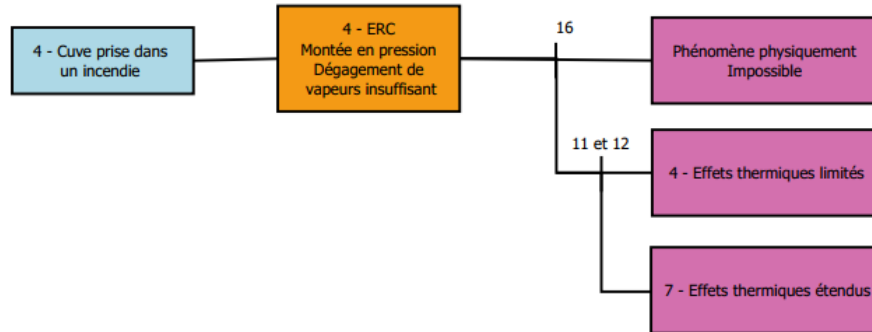 4 - Cuve prise dans
un incendie
4 - ERC
Montée en pression
Dégagement de
vapeurs insuffisant
16
Phénomène physiquement
Impossible
11 et 12
4 - Effets thermiques limités
7 - Effets thermiques étendus